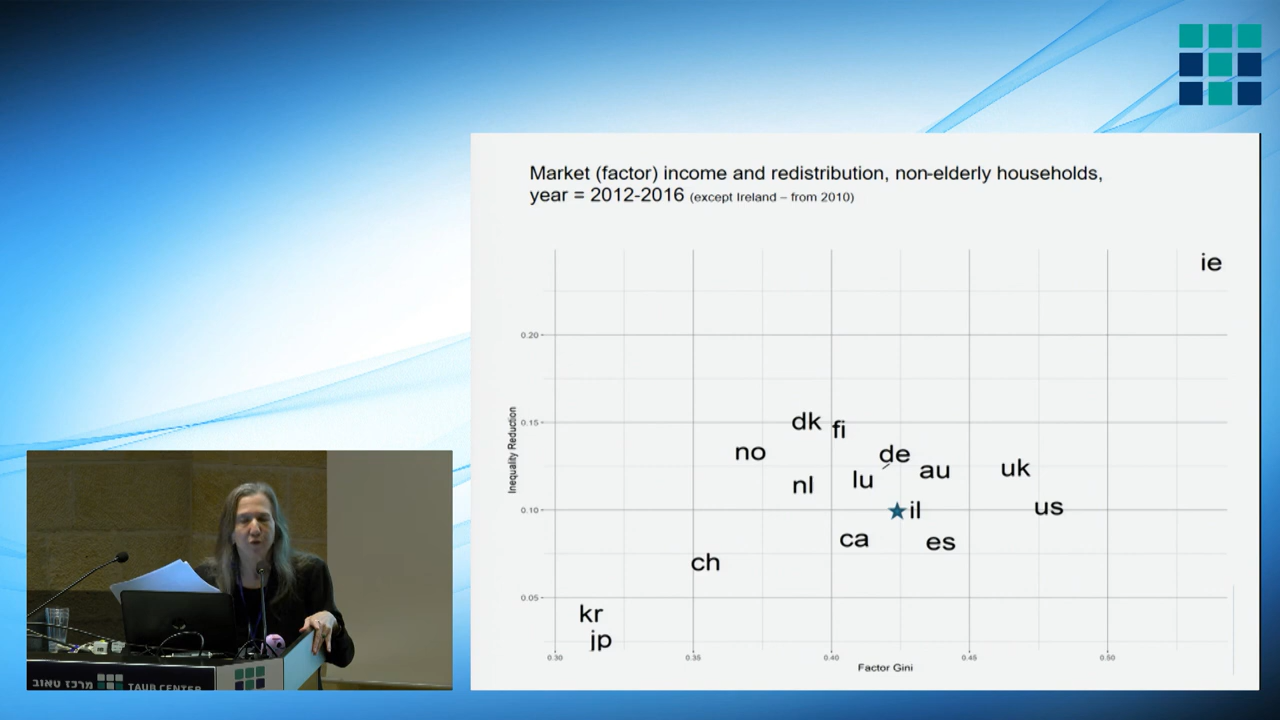 Market (factor) income and redistribution, non-elderly households,
year = 2012-2016 (except Ireland – from 2010)
ie
0.20
dk
fi
0.15
no
de
au
uk
lu
nl
Inequality Reduction
0.10
il
us
ca
es
ch
0.05
kr
jp
0.30
0.35
0.40
0.45
0.50
Factor Gini
מרכז טאוב TAUB CENTER